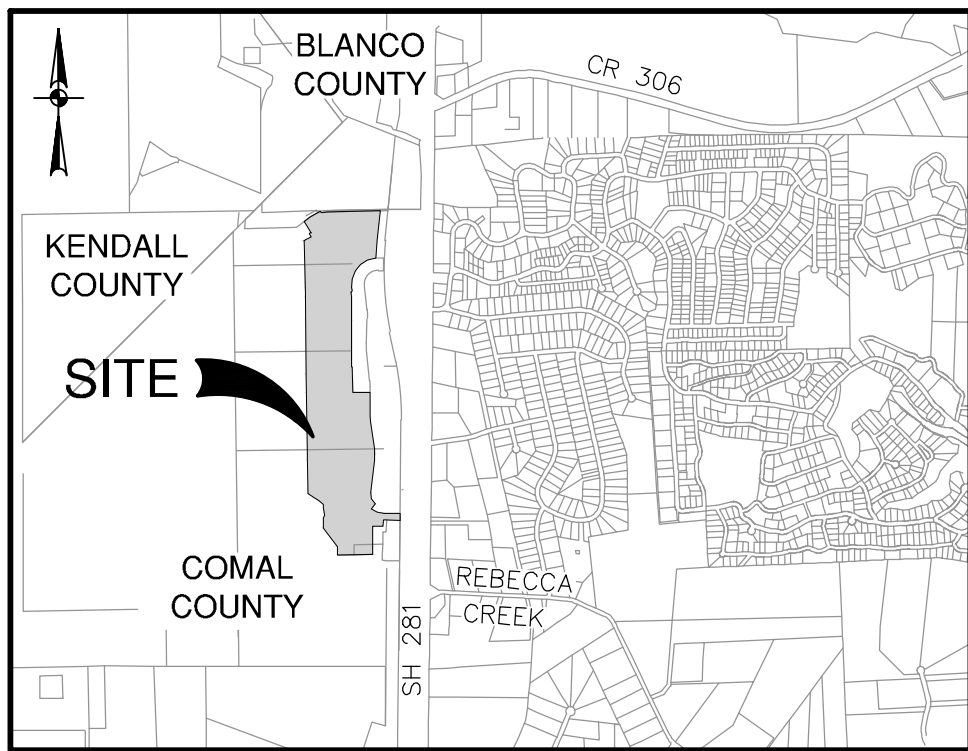 BLANCO
COUNTY
CR 306
KENDALL
COUNTY
SITE
COMAL
COUNTY
REBECCA
CREEK
SH 281